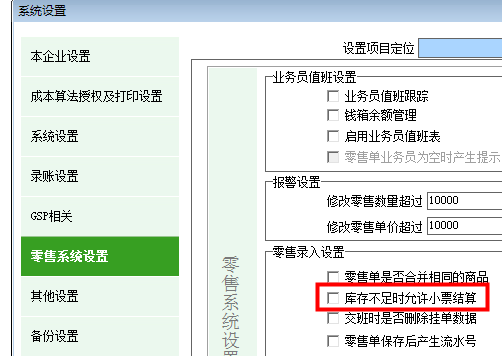 系统设置
本企业设置
成本算法授权及打印设置
系统设置
录账设置
GSP相关
零售系统设置
其他设置
备份设置
设置项目定位
零售系统设置
业务员值班设置
业务员值班跟踪
钱箱余额管理
启用业务员值班表
零售单业务员为空时产生提示
报警设置
修改零售数量超过 10000
修改零售单价超过 10000
零售录入设置
零售单是否合并相同的商品
库存不足时允许小票结算
交班时是否删除挂单数据
零售单保存后产生流水号